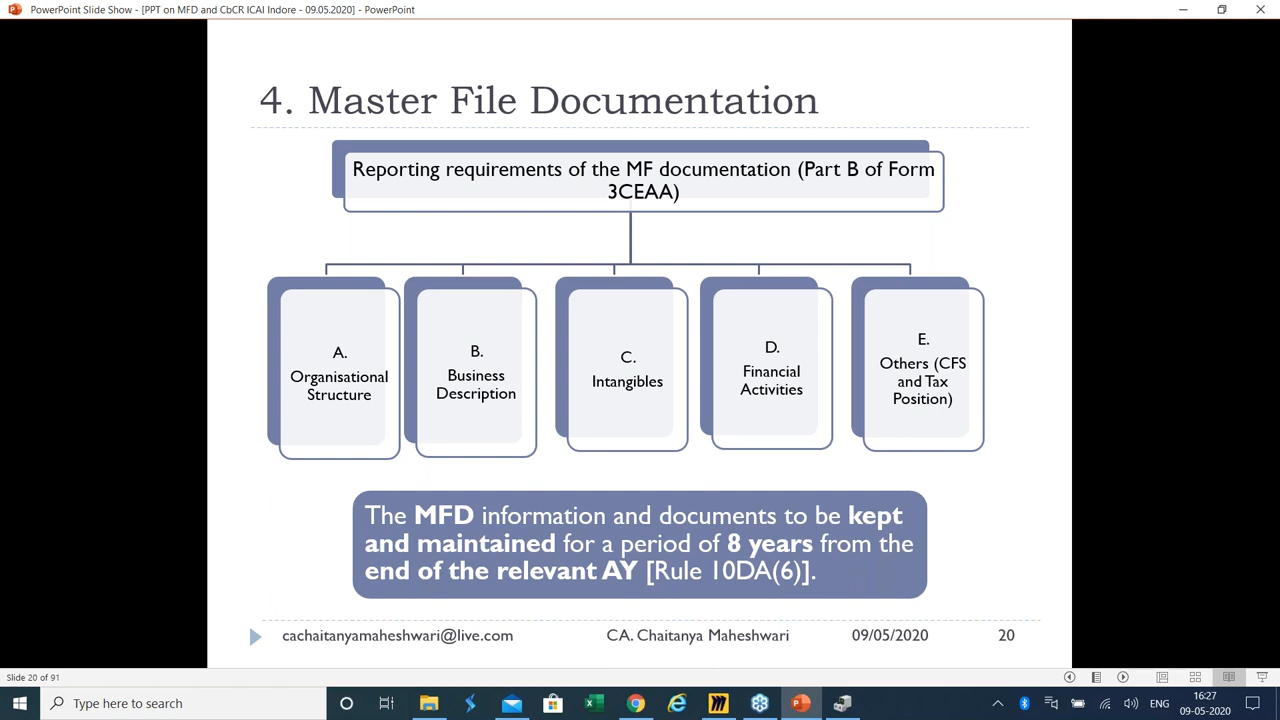 PowerPoint Slide Show - [PPT on MFD and CbCR ICAI Indore - 09.05.2020] - PowerPoint
4. Master File Documentation
Reporting requirements of the MF documentation (Part B of Form
3CEAA)
A.
Organisational
Structure
B.
Business
Description
C.
Intangibles
D.
Financial
Activities
E.
Others (CFS
and Tax
Position)
The MFD information and documents to be kept
and maintained for a period of 8 years from the
end of the relevant AY [Rule 10DA(6)].
cachaitanyamaheshwari@live.com CA. Chaitanya Maheshwari 09/05/2020 20
Slide 20 of 91
Type here to search
ENG
16:27
09-05-2020